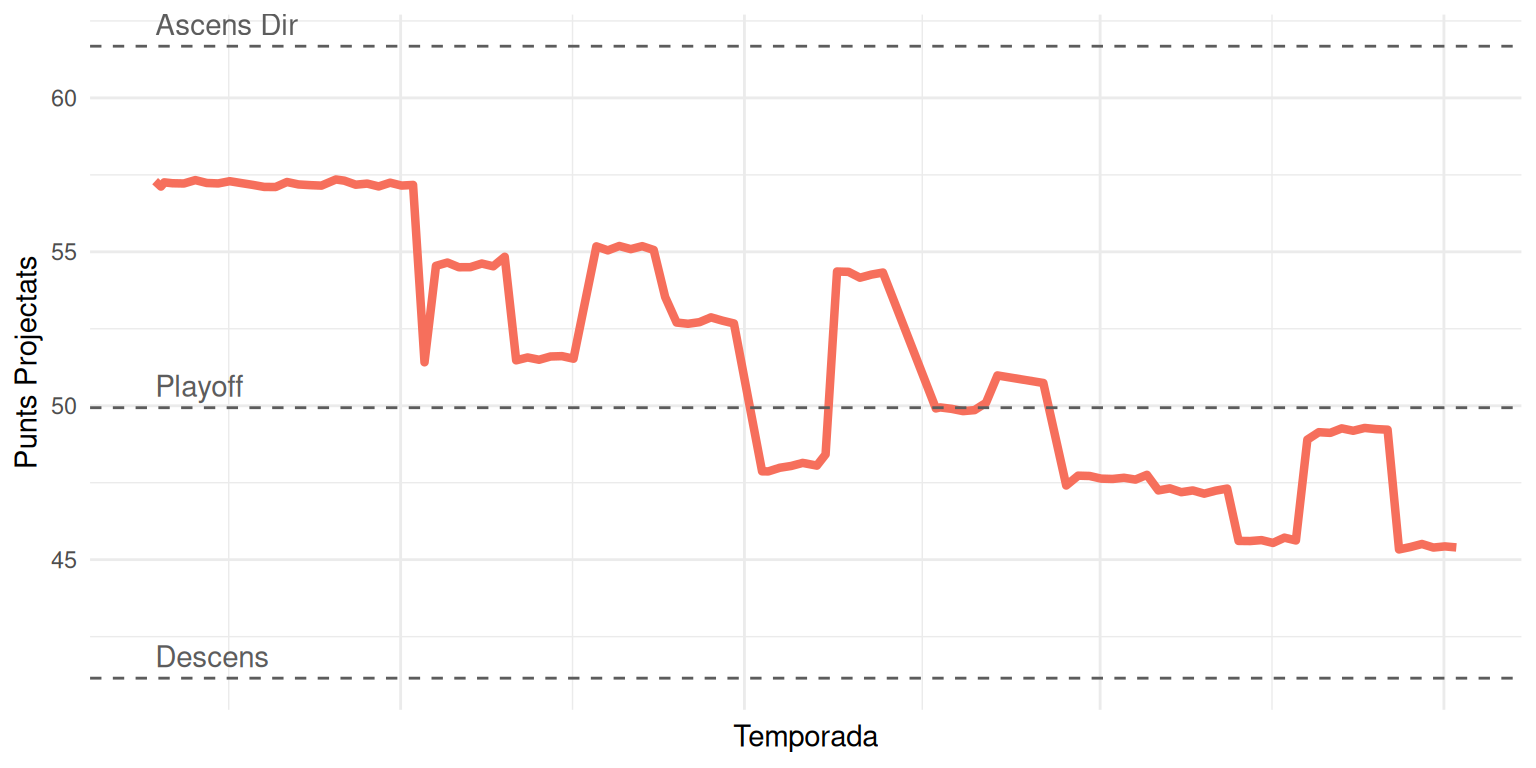 Ascens Dir
60
55
Playoff
50
45
Descens
Punts Projectats
Temporada